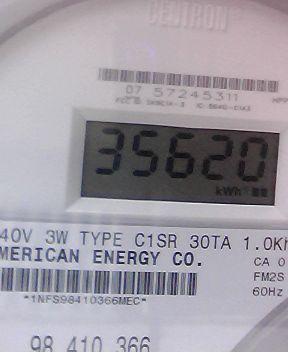 CENTRON
07 57245311
35620
kWh
40V 3W TYPE C1SR 30TA 1.0Kh
MERICAN ENERGY CO.
CA 0
FM2S
60Hz
*1NFS98410366MEC*
98 410 366